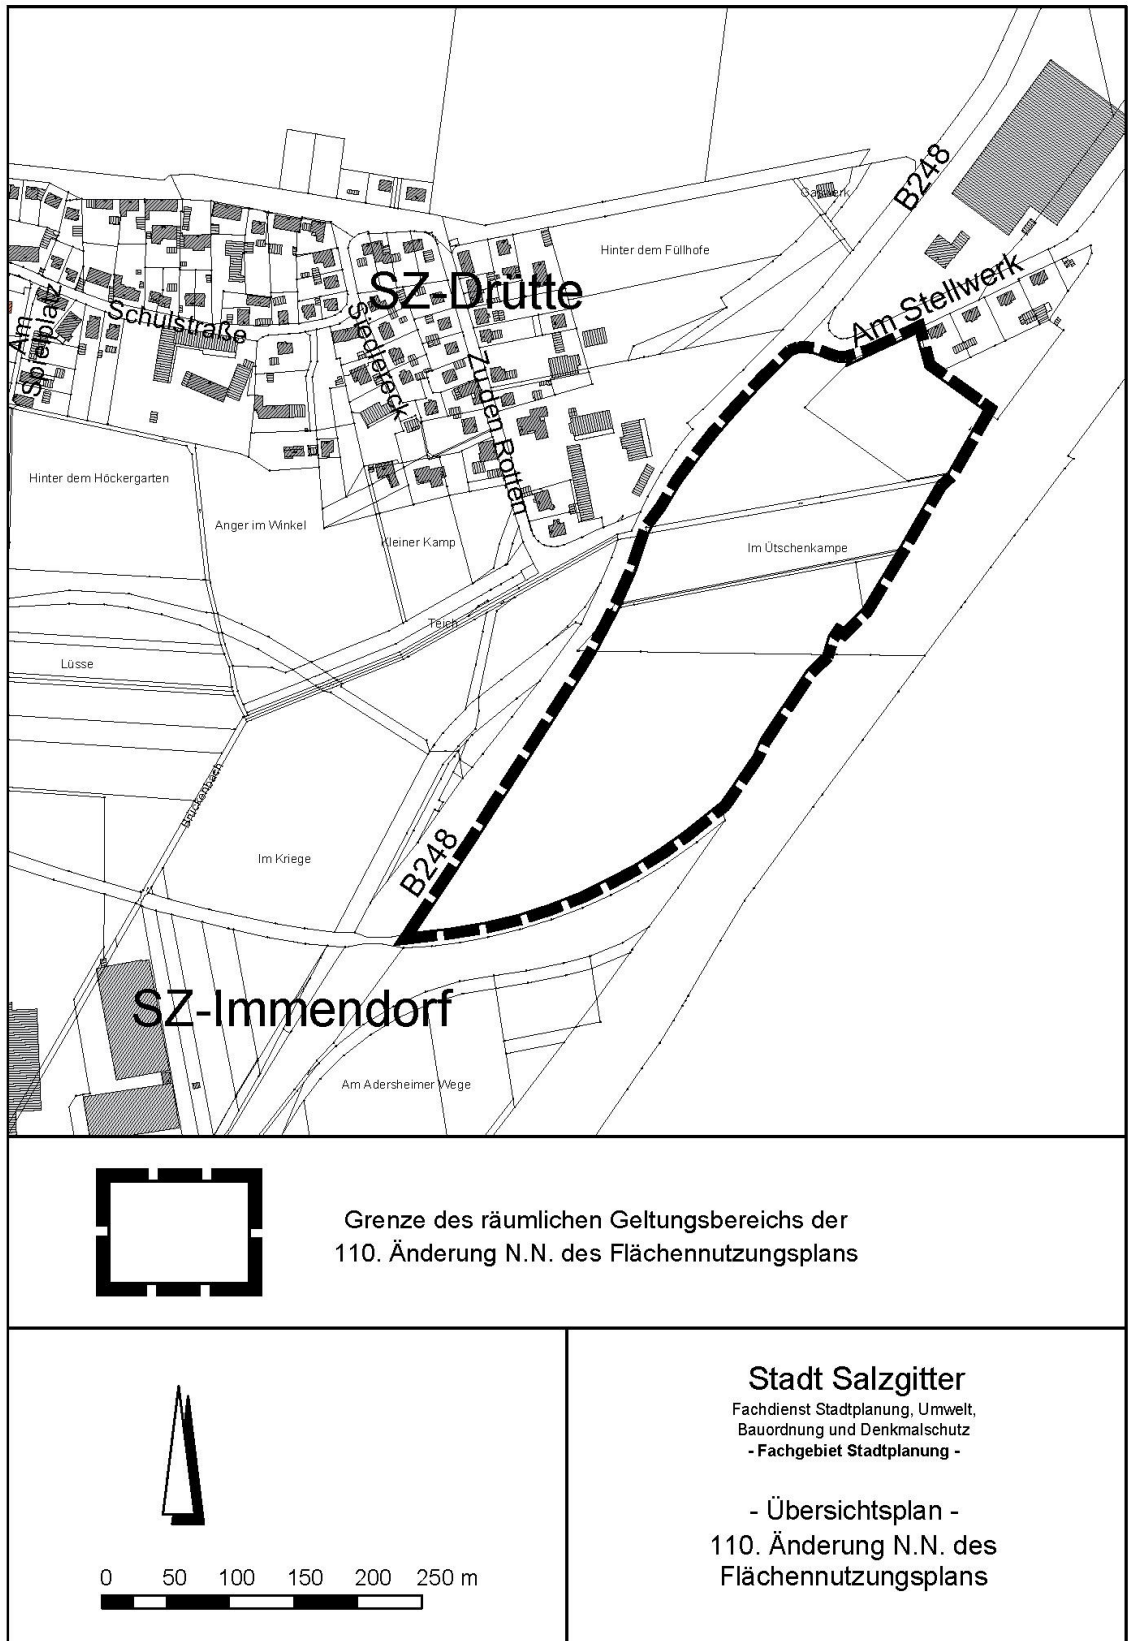 B248
Gaswerk
Hinter dem Füllhofe
SZ-Drütte
Am Stellwerk
Am
Spielplatz
Schulstraße
Siedlereck
Zu den Rotten
Hinter dem Höckergarten
Anger im Winkel
Kleiner Kamp
Im Ütschenkampe
Teich
Lüsse
Bruckenbach
Im Kriege
B248
SZ-Immendorf
Am Adersheimer Wege
Grenze des räumlichen Geltungsbereichs der
110. Änderung N.N. des Flächennutzungsplans
0 50 100 150 200 250 m
Stadt Salzgitter
Fachdienst Stadtplanung, Umwelt,
Bauordnung und Denkmalschutz
- Fachgebiet Stadtplanung -
- Übersichtsplan -
110. Änderung N.N. des
Flächennutzungsplans